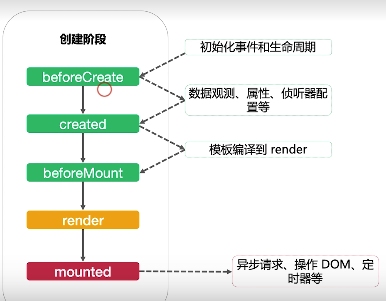 创建阶段
初始化事件和生命周期
beforeCreate
数据观测、属性、侦听器配
置等
created
模板编译到 render
beforeMount
render
异步请求、操作 DOM、定
时器等
mounted